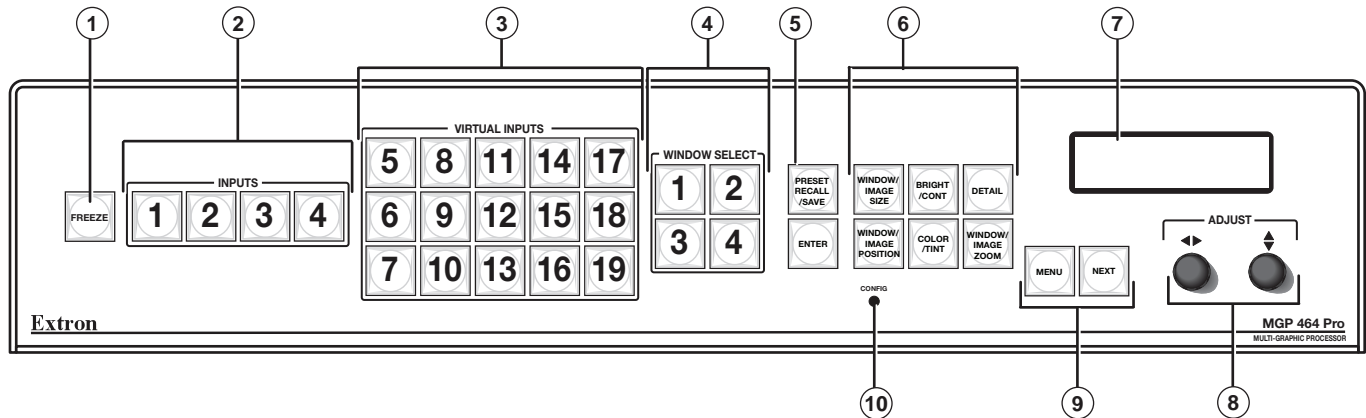 1 2 3 4 5 6 7
VIRTUAL INPUTS
5 8 11 14 17
6 9 12 15 18
7 10 13 16 19
WINDOW SELECT
1 2
3 4
INPUTS
1 2 3 4
FREEZE
PRESET
RECALL
/SAVE
ENTER
WINDOW/
IMAGE
SIZE
BRIGHT
/CONT
DETAIL
WINDOW/
IMAGE
POSITION
COLOR
/TINT
WINDOW/
IMAGE
ZOOM
CONFIG
MENU NEXT
ADJUST
Extron
MGP 464 Pro
MULTI-GRAPHIC PROCESSOR
10 9 8